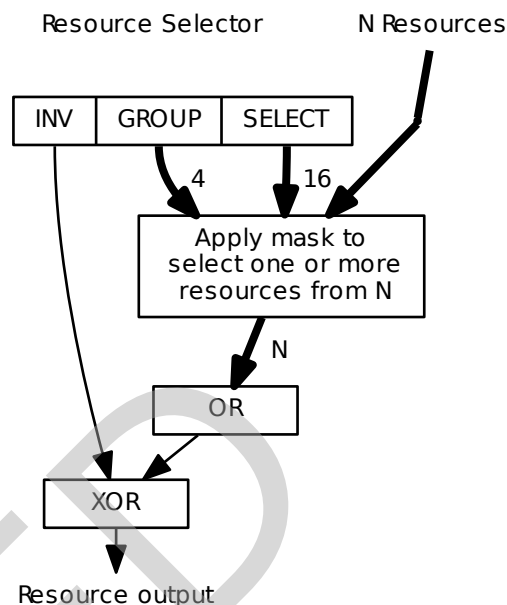 Resource Selector
N Resources
INV GROUP SELECT
4
16
Apply mask to
select one or more
resources from N
N
OR
XOR
Resource output